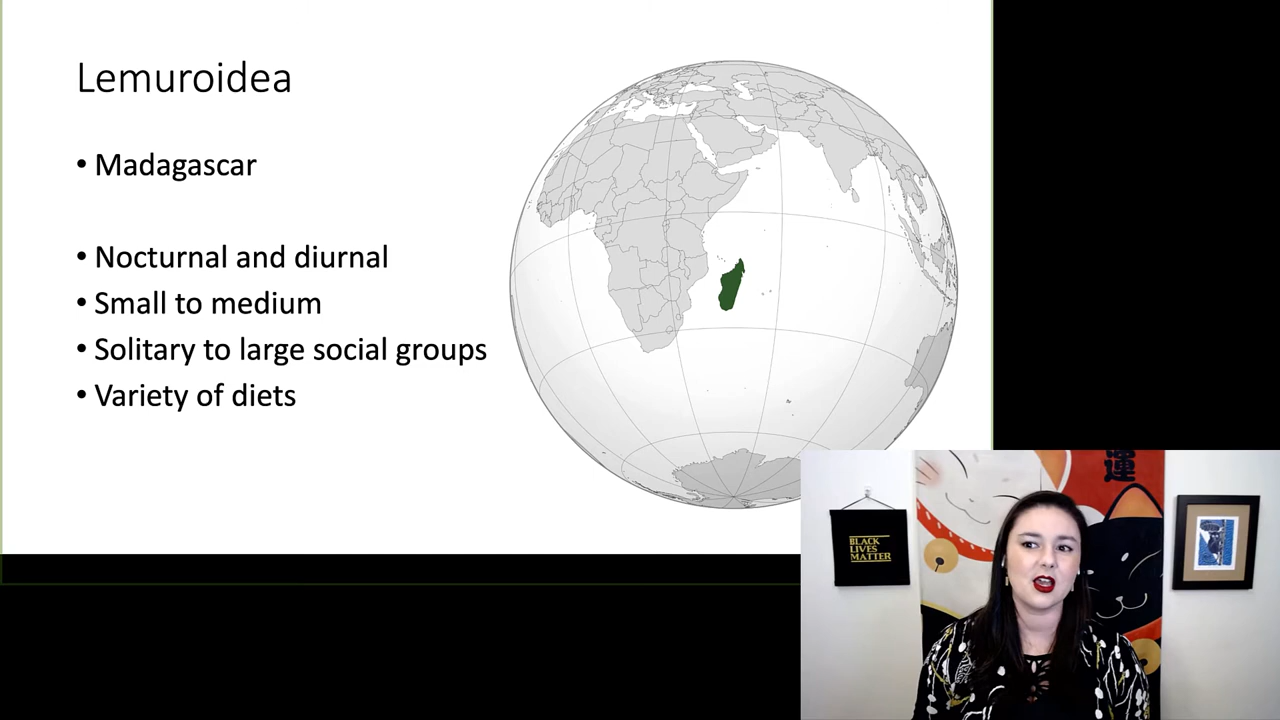 Lemuroidea
• Madagascar
• Nocturnal and diurnal
• Small to medium
• Solitary to large social groups
• Variety of diets
運
BLACK
LIVES
MATTER